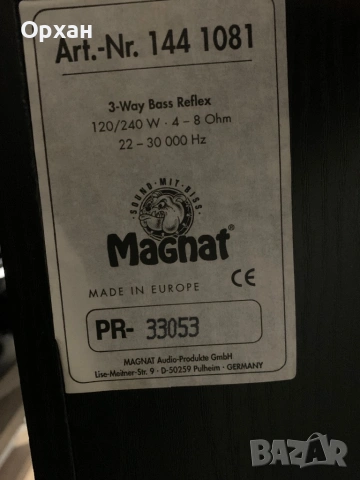 Орхан
Art.-Nr. 144 1081
3-Way Bass Reflex
120/240 W · 4 – 8 Ohm
22 – 30 000 Hz
SOUND · MIT · BISS
Magnat®
MADE IN EUROPE CE
PR- 33053
MAGNAT Audio-Produkte GmbH
Lise-Meitner-Str. 9 · D-50259 Pulheim · GERMANY
BAZAR